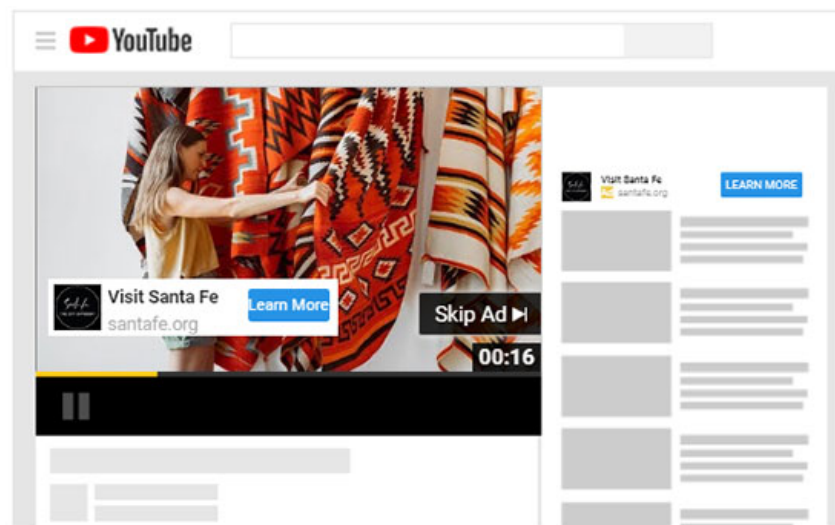 YouTube
Visit Santa Fe
santafe.org
Learn More
Skip Ad
00:16
Visit Santa Fe
Ad santafe.org
LEARN MORE